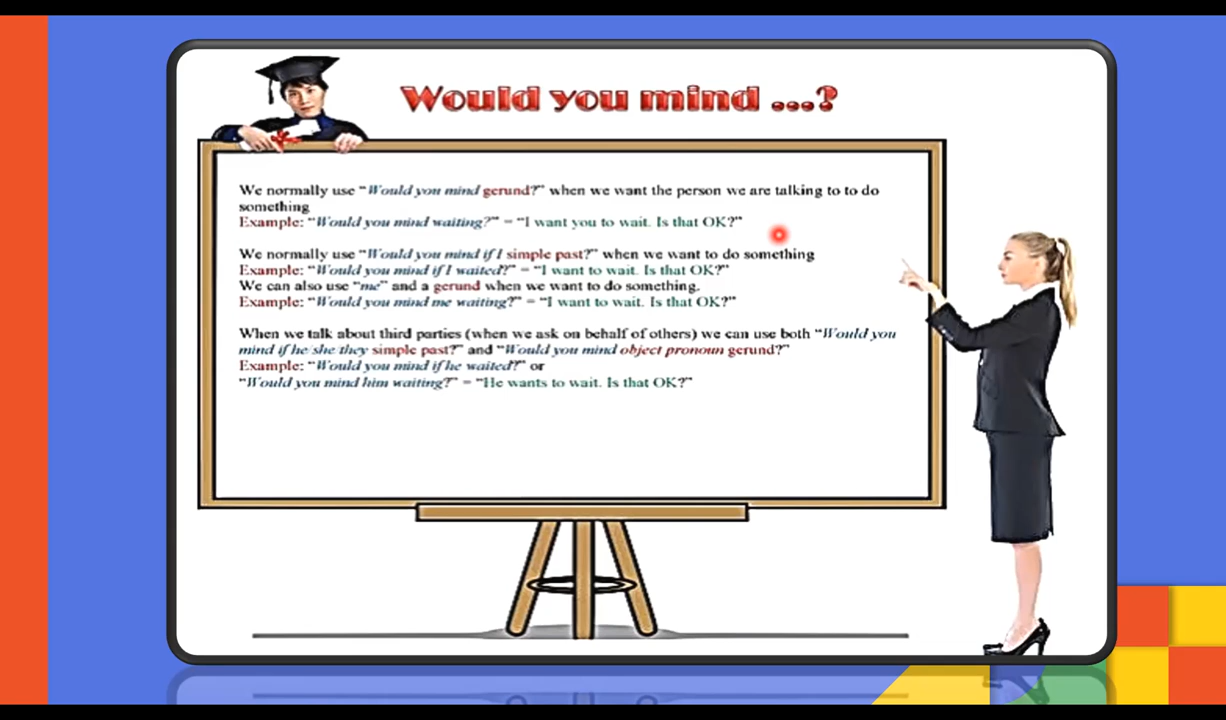 Would you mind ...?
We normally use “Would you mind gerund?” when we want the person we are talking to to do
something
Example: “Would you mind waiting?” = “I want you to wait. Is that OK?”
We normally use “Would you mind if I simple past?” when we want to do something
Example: “Would you mind if I waited?” = “I want to wait. Is that OK?”
We can also use “me” and a gerund when we want to do something.
Example: “Would you mind me waiting?” = “I want to wait. Is that OK?”
When we talk about third parties (when we ask on behalf of others) we can use both “Would you
mind if he/she/they simple past?” and “Would you mind object pronoun gerund?”
Example: “Would you mind if he waited?” or
“Would you mind him waiting?” = “He wants to wait. Is that OK?”